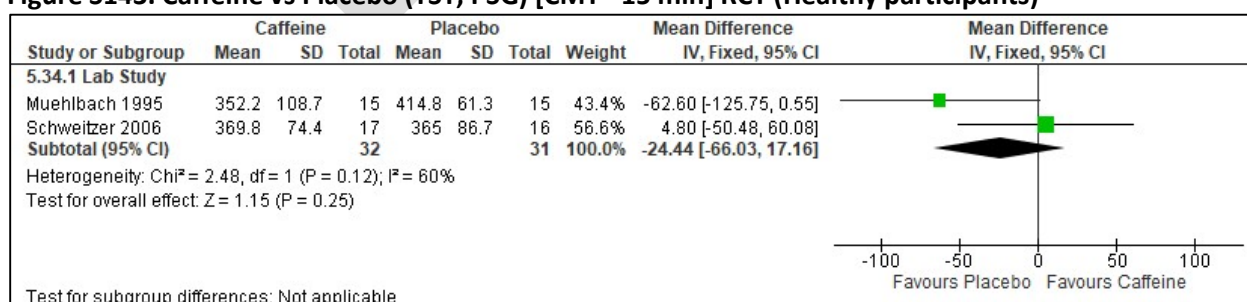 Figure S143. Caffeine vs Placebo (TST, PSG) [CMT - 15 min] RCT (Healthy participants)
Caffeine Placebo Mean Difference Mean Difference
Study or Subgroup Mean SD Total Mean SD Total Weight IV, Fixed, 95% CI IV, Fixed, 95% CI
5.34.1 Lab Study
Muehlbach 1995 352.2 108.7 15 414.8 61.3 15 43.4% -62.60 [-125.75, 0.55]
Schweitzer 2006 369.8 74.4 17 365 86.7 16 56.6% 4.80 [-50.48, 60.08]
Subtotal (95% CI) 32 31 100.0% -24.44 [-66.03, 17.16]
Heterogeneity: Chi² = 2.48, df = 1 (P = 0.12); I² = 60%
Test for overall effect: Z = 1.15 (P = 0.25)
-100 -50 0 50 100
Favours Placebo Favours Caffeine
Test for subgroup differences: Not applicable